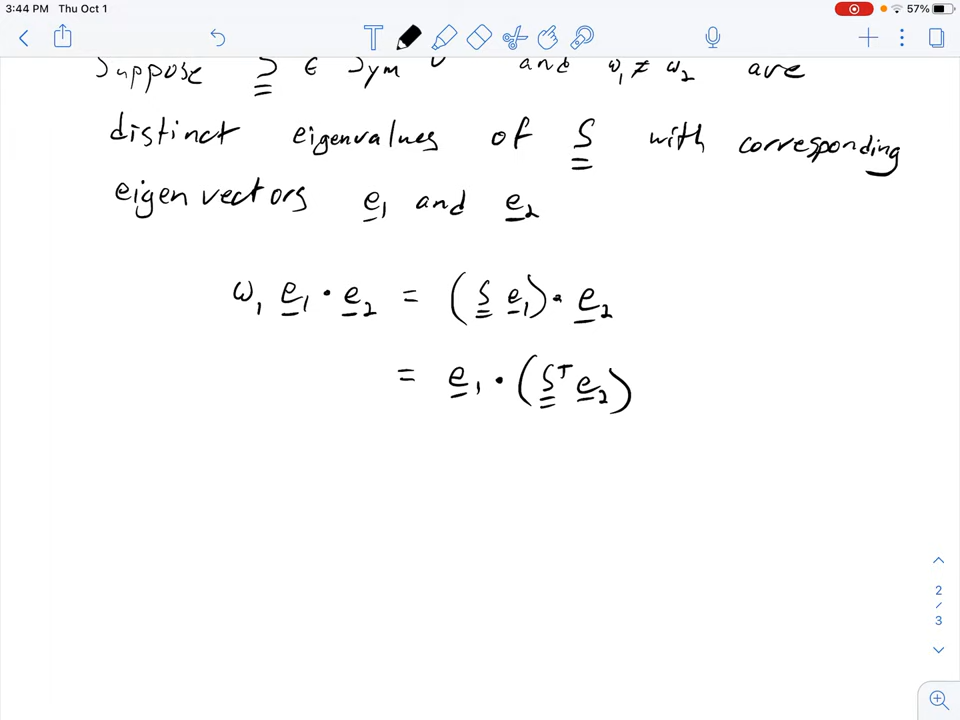 3:44 PM Thu Oct 1
57%
Suppose S ∈ Sym and ω₁ ≠ ω₂ are
distinct eigenvalues of S with corresponding
eigenvectors e₁ and e₂
ω₁ e₁ · e₂ = (S e₁) · e₂
= e₁ · (Sᵀ e₂)
2
/
3